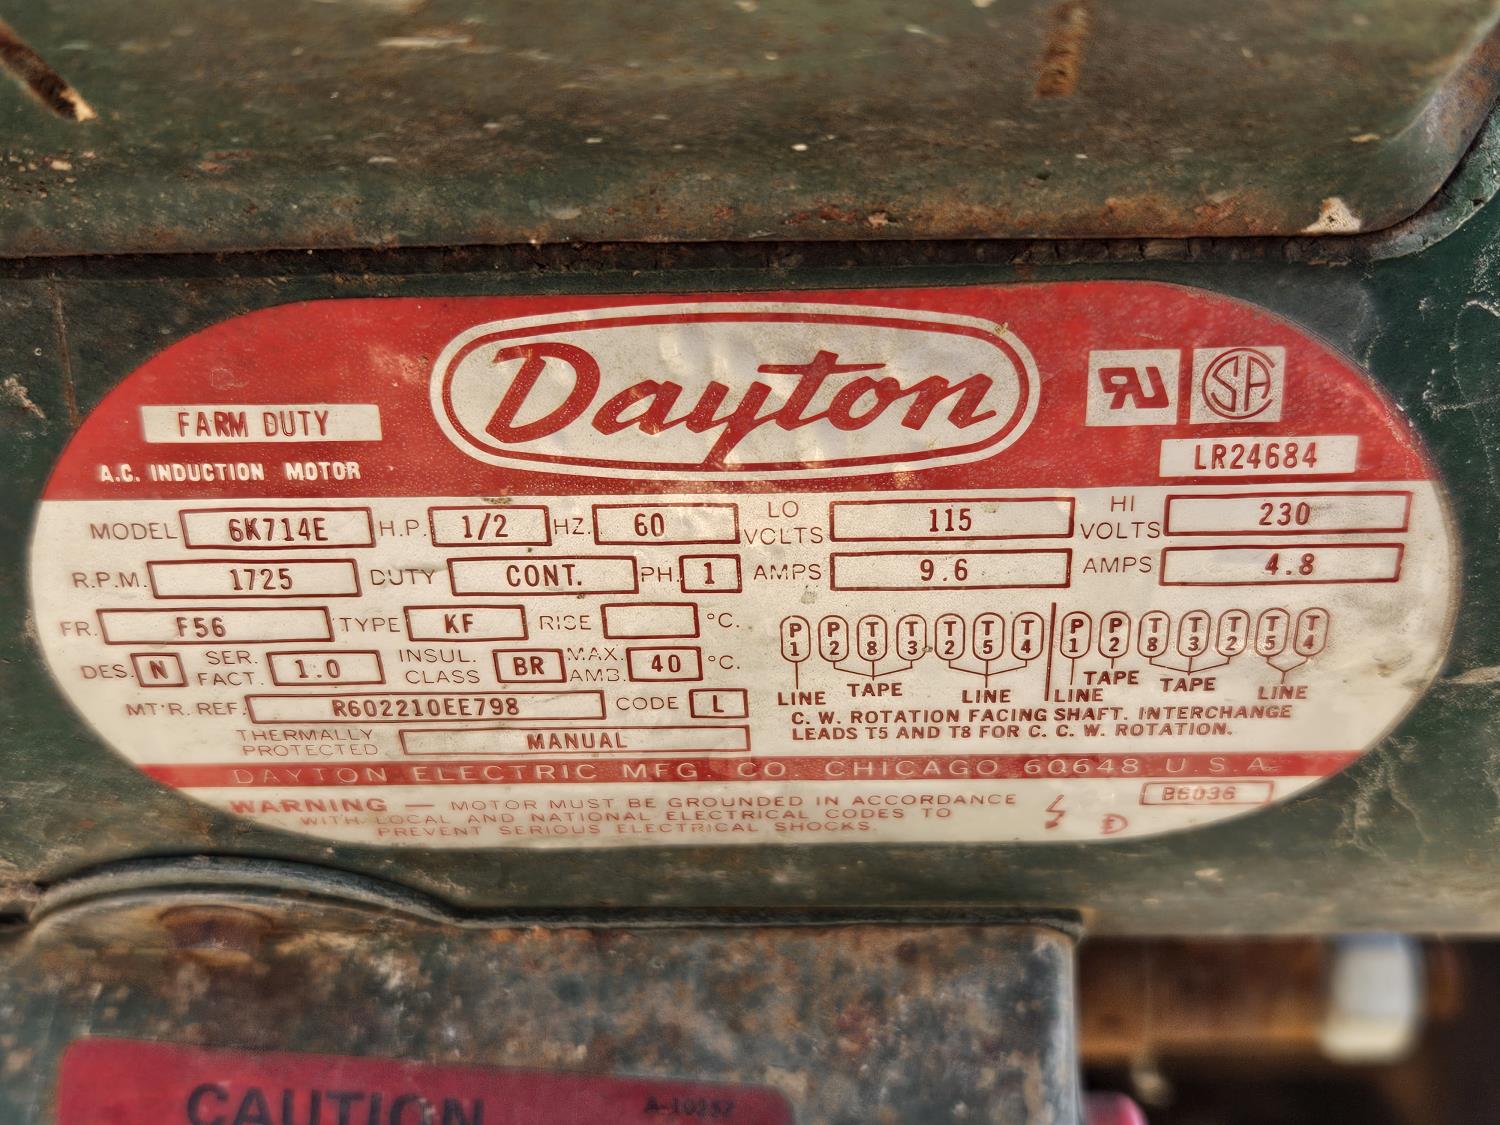 Dayton
FARM DUTY
A.C. INDUCTION MOTOR
SA
LR24684
MODEL 6K714E H.P. 1/2 HZ. 60 LO VOLTS 115 HI VOLTS 230
R.P.M. 1725 DUTY CONT. PH. 1 AMPS 9.6 AMPS 4.8
FR. F56 TYPE KF RISE °C.
DES. N SER. FACT. 1.0 INSUL. CLASS BR MAX. AMB. 40 °C.
MT'R. REF. R602210EE798 CODE L
THERMALLY PROTECTED MANUAL
P1 P2 T8 T3 T2 T5 T4 P1 P2 T8 T3 T2 T5 T4
LINE TAPE LINE LINE TAPE TAPE LINE
C. W. ROTATION FACING SHAFT. INTERCHANGE
LEADS T5 AND T8 FOR C. C. W. ROTATION.
DAYTON ELECTRIC MFG. CO. CHICAGO 60648 U.S.A.
WARNING — MOTOR MUST BE GROUNDED IN ACCORDANCE
WITH LOCAL AND NATIONAL ELECTRICAL CODES TO
PREVENT SERIOUS ELECTRICAL SHOCKS.
B6036
CAUTION